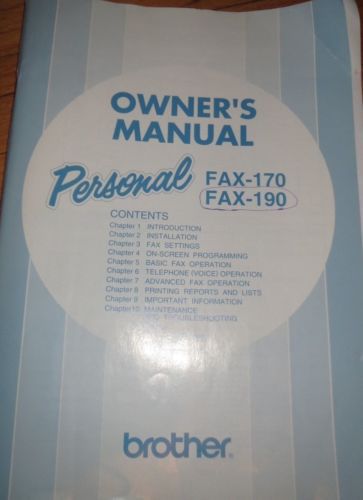 OWNER'S
MANUAL
Personal FAX-170
FAX-190
CONTENTS
Chapter 1 INTRODUCTION
Chapter 2 INSTALLATION
Chapter 3 FAX SETTINGS
Chapter 4 ON-SCREEN PROGRAMMING
Chapter 5 BASIC FAX OPERATION
Chapter 6 TELEPHONE (VOICE) OPERATION
Chapter 7 ADVANCED FAX OPERATION
Chapter 8 PRINTING REPORTS AND LISTS
Chapter 9 IMPORTANT INFORMATION
Chapter10 MAINTENANCE
TROUBLESHOOTING
brother